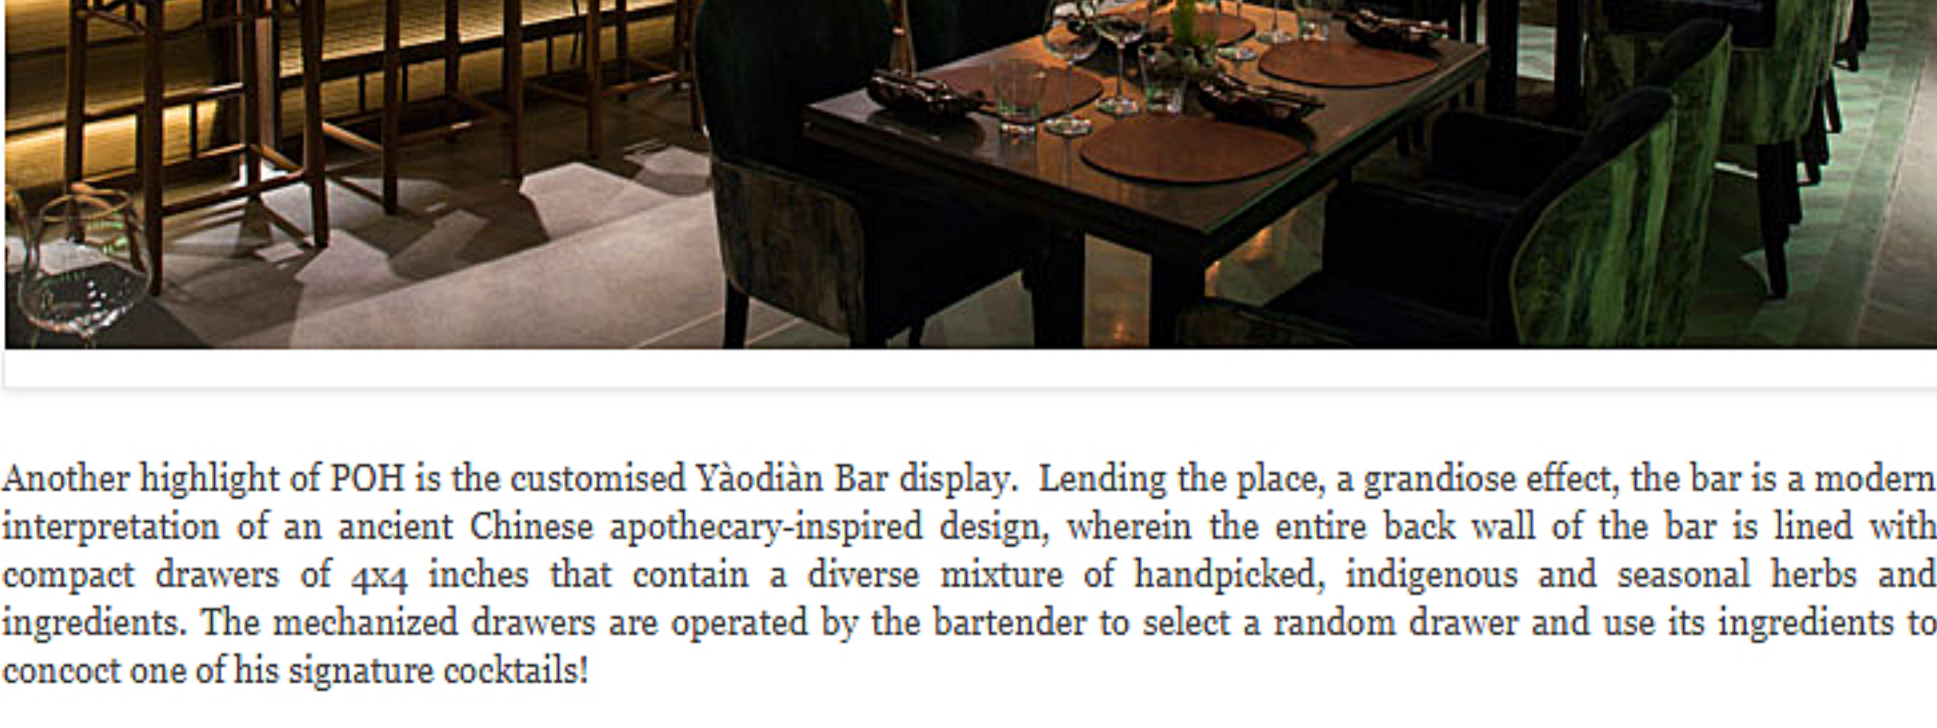 Another highlight of POH is the customised Yàodiàn Bar display.  Lending the place, a grandiose effect, the bar is a modern
interpretation of an ancient Chinese apothecary-inspired design, wherein the entire back wall of the bar is lined with
compact drawers of 4x4 inches that contain a diverse mixture of handpicked, indigenous and seasonal herbs and
ingredients. The mechanized drawers are operated by the bartender to select a random drawer and use its ingredients to
concoct one of his signature cocktails!